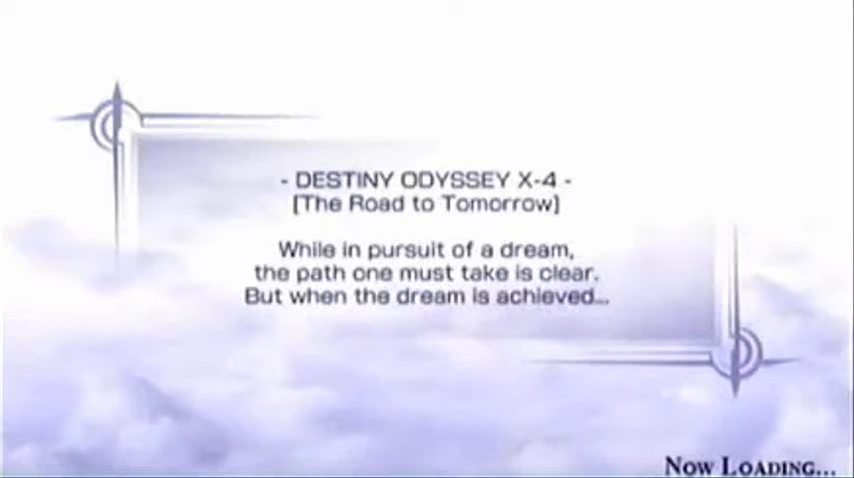 - DESTINY ODYSSEY X-4 -
[The Road to Tomorrow]
While in pursuit of a dream,
the path one must take is clear.
But when the dream is achieved...
NOW LOADING...